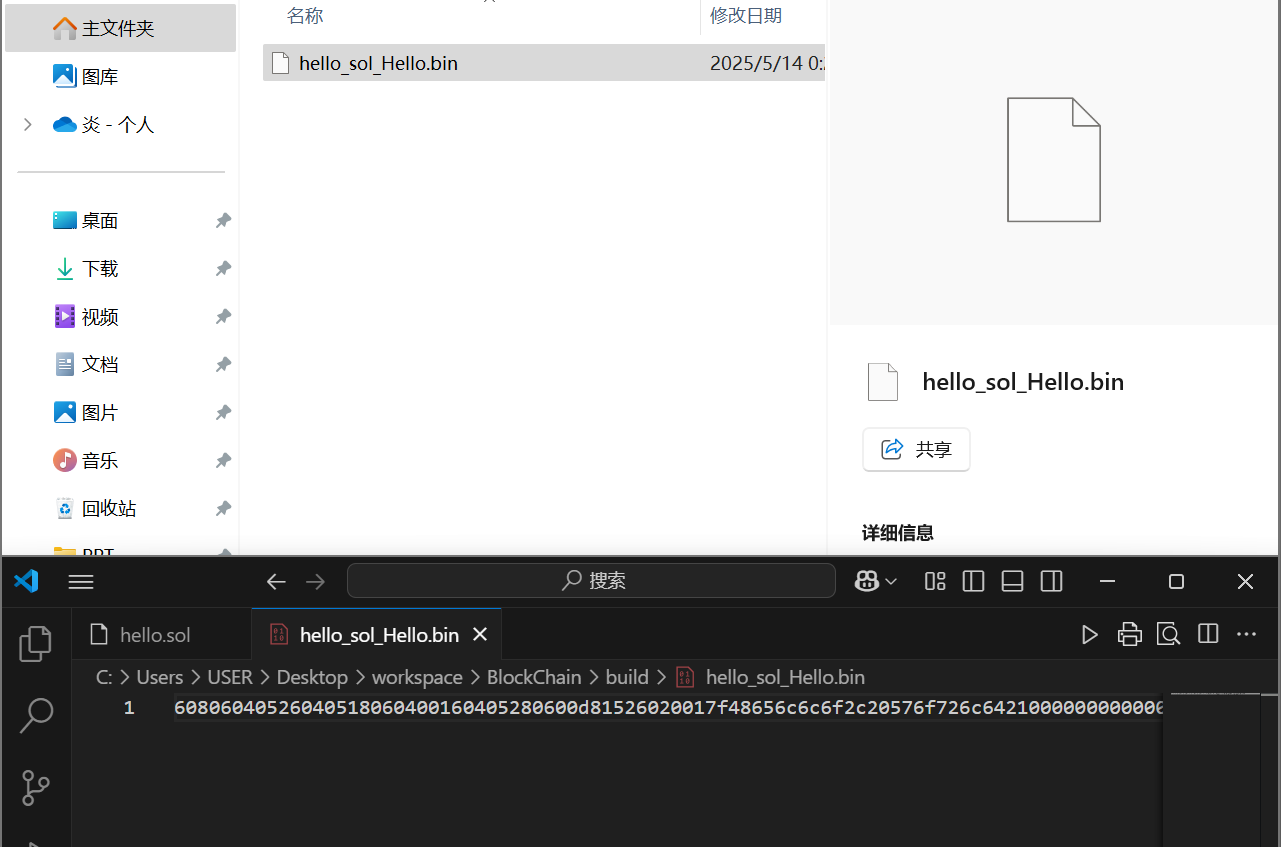 名称
修改日期
主文件夹
图库
炎 - 个人
桌面
下载
视频
文档
图片
音乐
回收站
PPT
hello_sol_Hello.bin
2025/5/14 0:
hello_sol_Hello.bin
共享
详细信息
搜索
hello.sol
hello_sol_Hello.bin
C: > Users > USER > Desktop > workspace > BlockChain > build > hello_sol_Hello.bin
1 6080604052604051806040016040528060 0d81526020017f48656c6c6f2c20576f726c6421000000000000